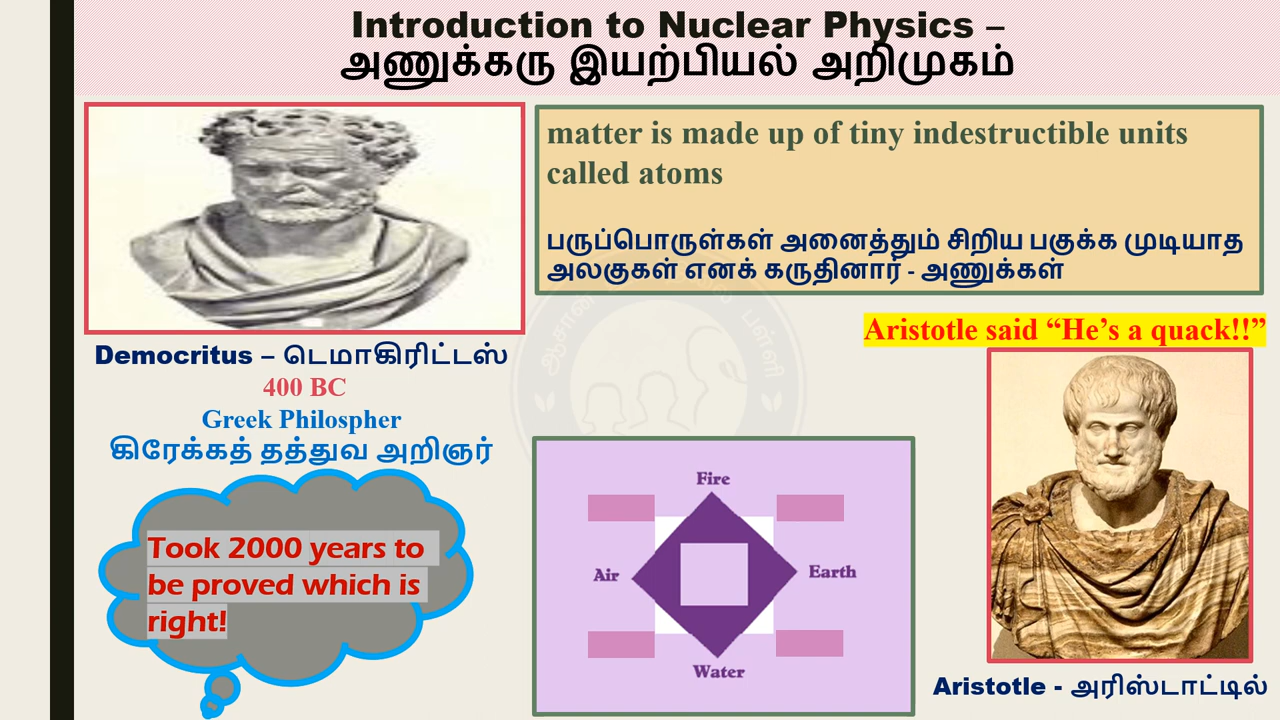 Introduction to Nuclear Physics –
அணுக்கரு இயற்பியல் அறிமுகம்
matter is made up of tiny indestructible units
called atoms
பருப்பொருள்கள் அனைத்தும் சிறிய பகுக்க முடியாத
அலகுகள் எனக் கருதினார் - அணுக்கள்
Democritus – டெமாகிரிட்டஸ்
400 BC
Greek Philospher
கிரேக்கத் தத்துவ அறிஞர்
Took 2000 years to
be proved which is
right!
Aristotle said “He’s a quack!!”
Fire
Air
Earth
Water
Aristotle - அரிஸ்டாட்டில்